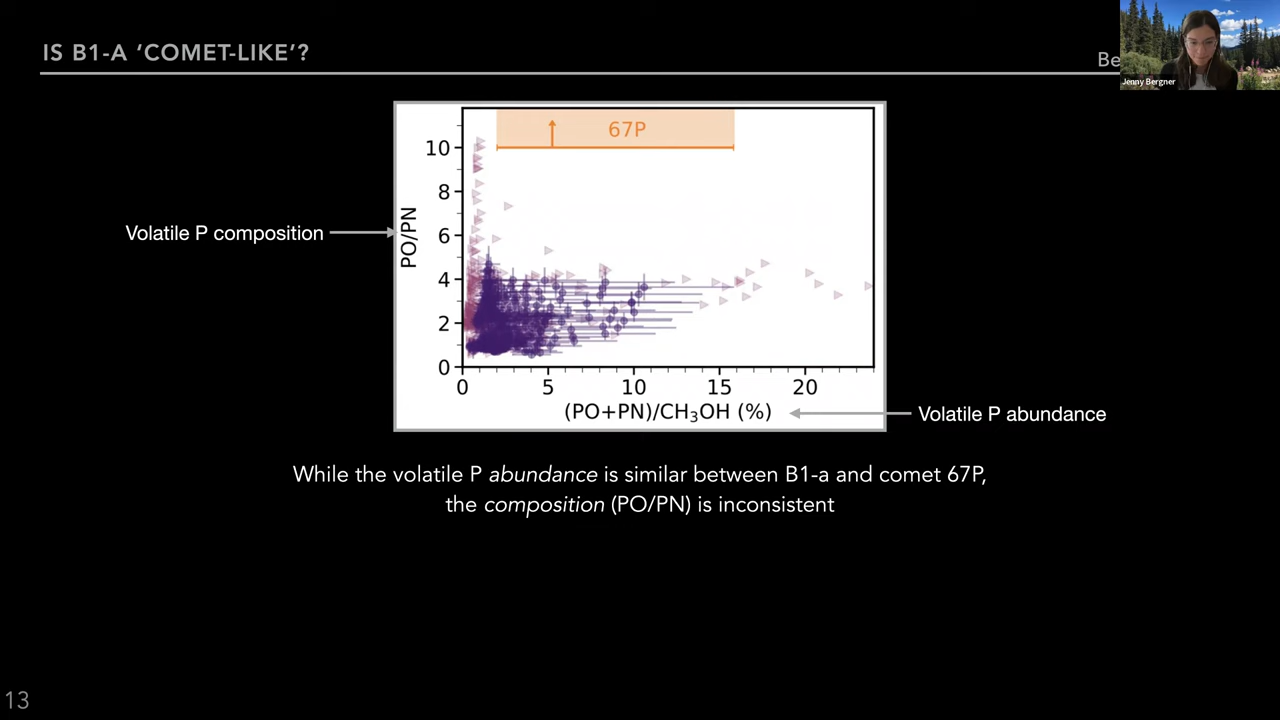 IS B1-A ‘COMET-LIKE’?
Be
Jenny Bergner
67P
10
8
6
4
2
0
PO/PN
Volatile P composition
0 5 10 15 20
(PO+PN)/CH₃OH (%)
Volatile P abundance
While the volatile P abundance is similar between B1-a and comet 67P,
the composition (PO/PN) is inconsistent
13